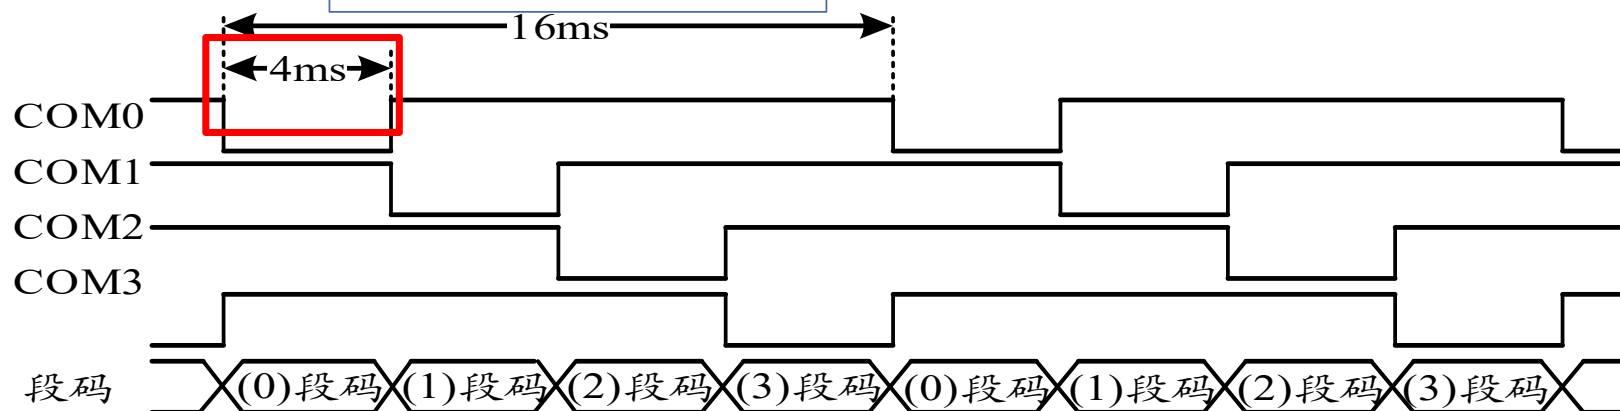 16ms
4ms
COM0
COM1
COM2
COM3
段码 (0)段码 (1)段码 (2)段码 (3)段码 (0)段码 (1)段码 (2)段码 (3)段码